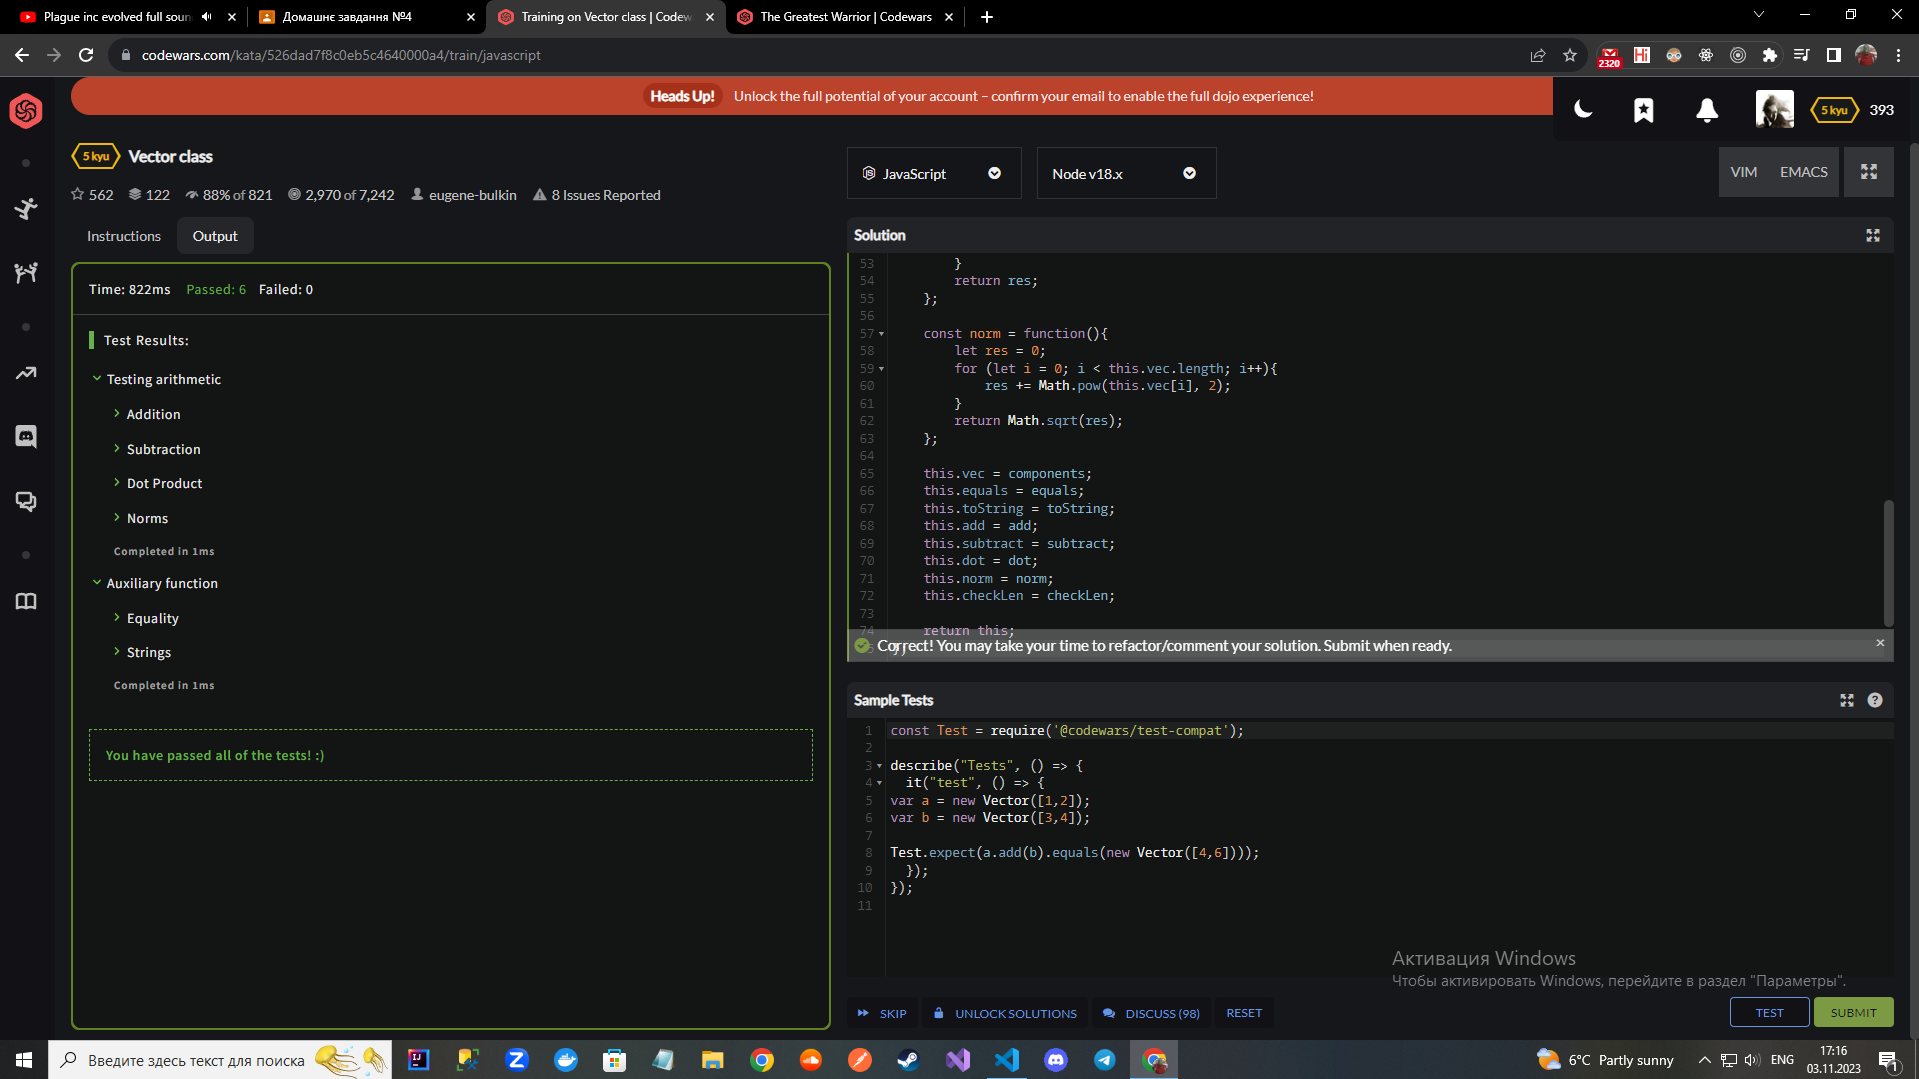 Plague inc evolved full soun
Домашнє завдання №4
Training on Vector class | Codew
The Greatest Warrior | Codewars
codewars.com/kata/526dad7f8c0eb5c4640000a4/train/javascript
2320
Hi
Heads Up! Unlock the full potential of your account – confirm your email to enable the full dojo experience!
5 kyu
393
5 kyu Vector class
562 122 88% of 821 2,970 of 7,242 eugene-bulkin 8 Issues Reported
JavaScript
Node v18.x
VIM EMACS
Instructions
Output
Time: 822ms Passed: 6 Failed: 0
Test Results:
Testing arithmetic
Addition
Subtraction
Dot Product
Norms
Completed in 1ms
Auxiliary function
Equality
Strings
Completed in 1ms
You have passed all of the tests! :)
Solution
53 }
54 return res;
55 };
56
57 const norm = function(){
58 let res = 0;
59 for (let i = 0; i < this.vec.length; i++){
60 res += Math.pow(this.vec[i], 2);
61 }
62 return Math.sqrt(res);
63 };
64
65 this.vec = components;
66 this.equals = equals;
67 this.toString = toString;
68 this.add = add;
69 this.subtract = subtract;
70 this.dot = dot;
71 this.norm = norm;
72 this.checkLen = checkLen;
73
74 return this;
Correct! You may take your time to refactor/comment your solution. Submit when ready.
Sample Tests
1 const Test = require('@codewars/test-compat');
2
3 describe("Tests", () => {
4 it("test", () => {
5 var a = new Vector([1,2]);
6 var b = new Vector([3,4]);
7
8 Test.expect(a.add(b).equals(new Vector([4,6])));
9 });
10 });
11
Активация Windows
Чтобы активировать Windows, перейдите в раздел "Параметры".
SKIP
UNLOCK SOLUTIONS
DISCUSS (98)
RESET
TEST
SUBMIT
Введите здесь текст для поиска
6°C Partly sunny
ENG
17:16
03.11.2023
1